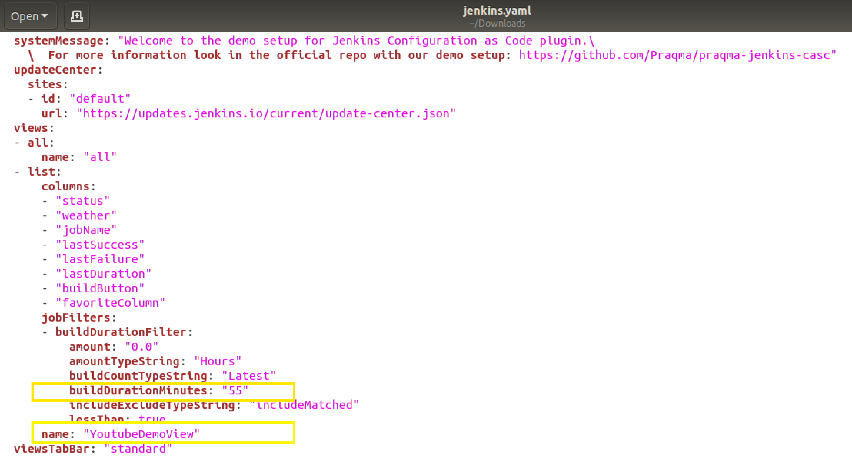 Open
jenkins.yaml
~/Downloads
systemMessage: "Welcome to the demo setup for Jenkins Configuration as Code plugin.\
\  For more information look in the official repo with our demo setup: https://github.com/Praqma/praqma-jenkins-casc"
updateCenter:
sites:
- id: "default"
url: "https://updates.jenkins.io/current/update-center.json"
views:
- all:
name: "all"
- list:
columns:
- "status"
- "weather"
- "jobName"
- "lastSuccess"
- "lastFailure"
- "lastDuration"
- "buildButton"
- "favoriteColumn"
jobFilters:
- buildDurationFilter:
amount: "0.0"
amountTypeString: "Hours"
buildCountTypeString: "Latest"
buildDurationMinutes: "55"
includeExcludeTypeString: "includeMatched"
lessThan: true
name: "YoutubeDemoView"
viewsTabBar: "standard"